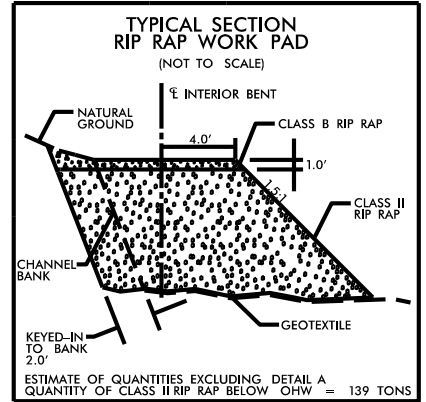 TYPICAL SECTION
RIP RAP WORK PAD
(NOT TO SCALE)
℄ INTERIOR BENT
NATURAL
GROUND
4.0'
CLASS B RIP RAP
1.0'
1.5:1
CLASS II
RIP RAP
CHANNEL
BANK
KEYED-IN
TO BANK
2.0'
GEOTEXTILE
ESTIMATE OF QUANTITIES EXCLUDING DETAIL A
QUANTITY OF CLASS II RIP RAP BELOW OHW = 139 TONS